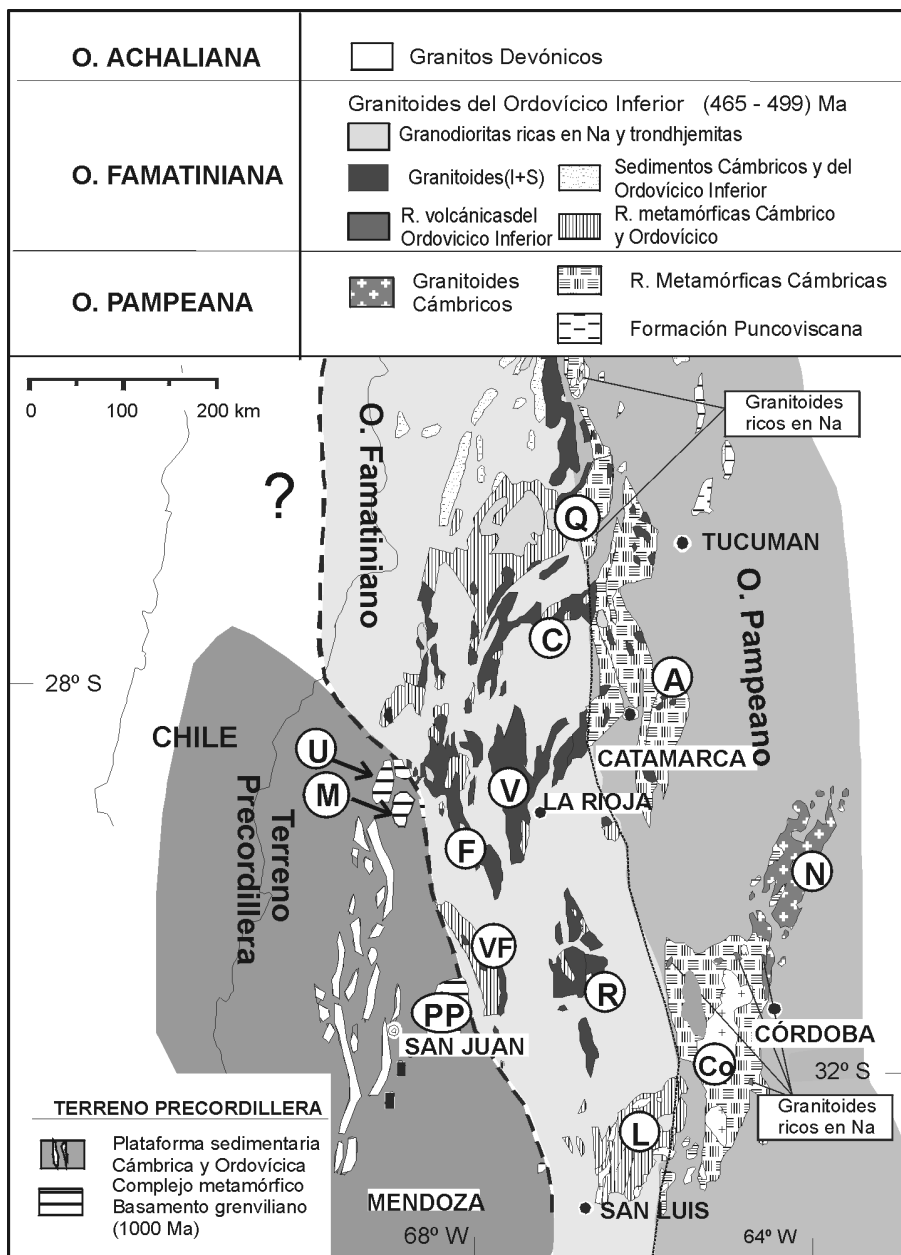 O. ACHALIANA
Granitos Devónicos
O. FAMATINIANA
Granitoides del Ordovícico Inferior (465 - 499) Ma
Granodioritas ricas en Na y trondhjemitas
Granitoides(I+S)
Sedimentos Cámbricos y del
Ordovícico Inferior
R. volcánicasdel
Ordovicico Inferior
R. metamórficas Cámbrico
y Ordovícico
O. PAMPEANA
Granitoides
Cámbricos
R. Metamórficas Cámbricas
Formación Puncoviscana
0 100 200 km
Granitoides
ricos en Na
O. Famatiniano
?
Q
TUCUMAN
O. Pampeano
C
28º S
A
CHILE
U
CATAMARCA
M
V
LA RIOJA
Terreno
Precordillera
F
N
VF
R
PP
SAN JUAN
CÓRDOBA
Co
32º S
Granitoides
ricos en Na
L
TERRENO PRECORDILLERA
Plataforma sedimentaria
Cámbrica y Ordovícica
Complejo metamórfico
Basamento grenviliano
(1000 Ma)
MENDOZA
SAN LUIS
68º W
64º W